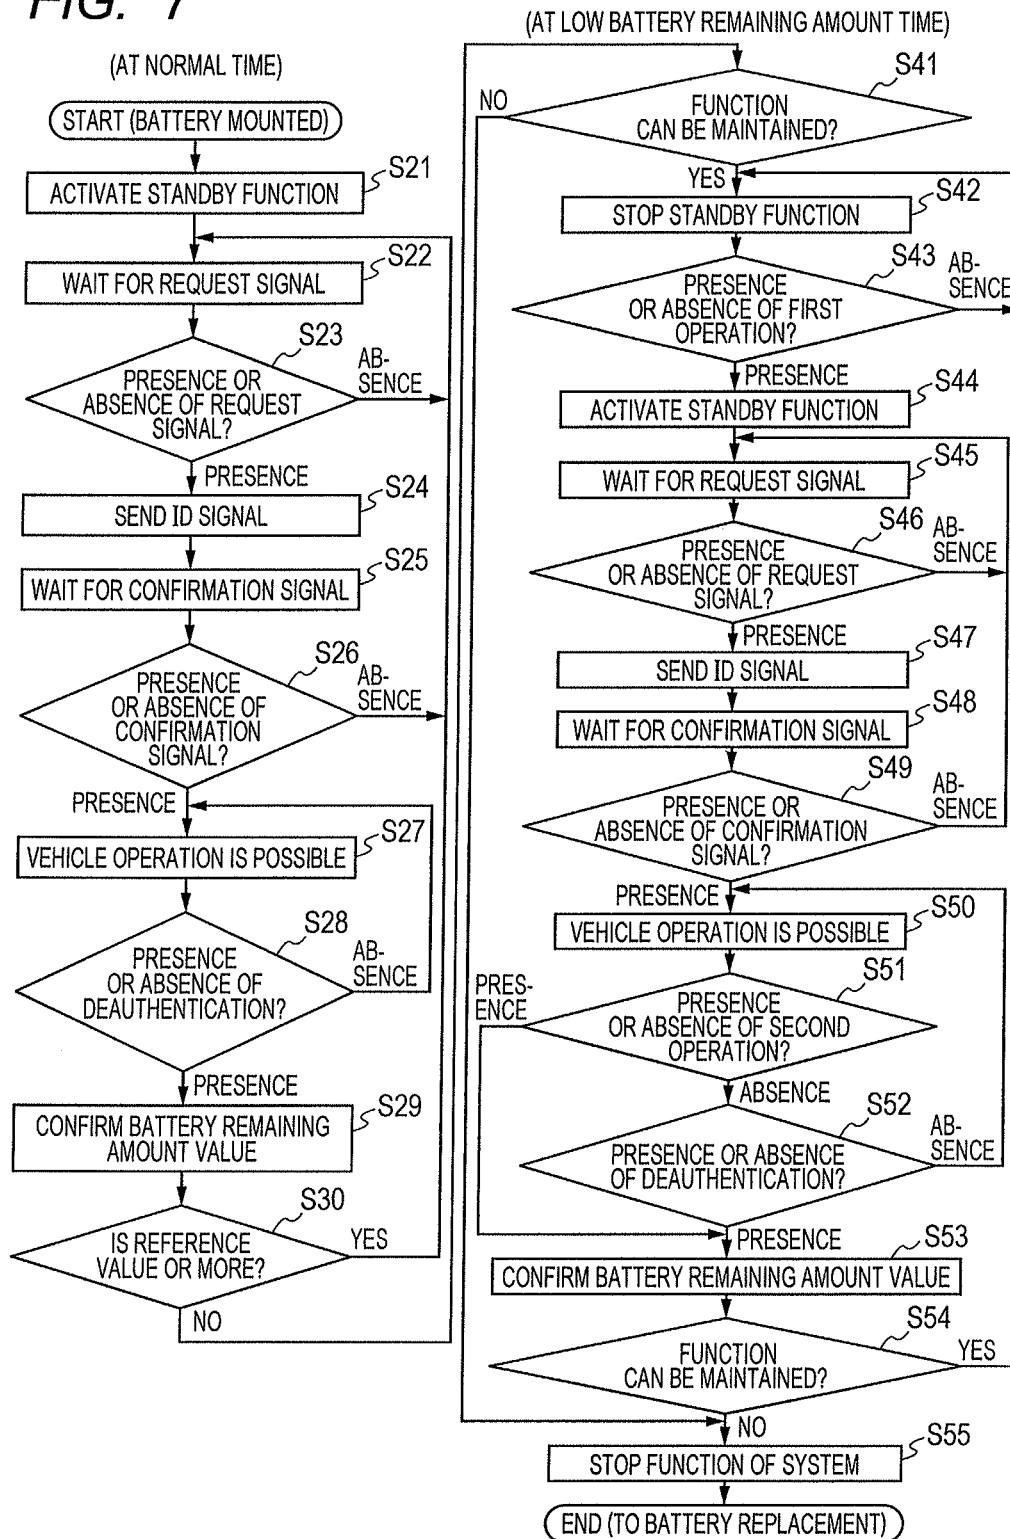 FIG. 7
(AT NORMAL TIME)
START (BATTERY MOUNTED)
S21
ACTIVATE STANDBY FUNCTION
S22
WAIT FOR REQUEST SIGNAL
S23
PRESENCE OR
ABSENCE OF REQUEST
SIGNAL?
AB-
SENCE
PRESENCE
S24
SEND ID SIGNAL
S25
WAIT FOR CONFIRMATION SIGNAL
S26
PRESENCE
OR ABSENCE OF
CONFIRMATION
SIGNAL?
AB-
SENCE
PRESENCE
S27
VEHICLE OPERATION IS POSSIBLE
S28
PRESENCE
OR ABSENCE OF
DEAUTHENTICATION?
AB-
SENCE
PRESENCE
S29
CONFIRM BATTERY REMAINING
AMOUNT VALUE
S30
IS REFERENCE
VALUE OR MORE?
YES
NO
(AT LOW BATTERY REMAINING AMOUNT TIME)
S41
NO
FUNCTION
CAN BE MAINTAINED?
YES
S42
STOP STANDBY FUNCTION
S43
PRESENCE
OR ABSENCE OF FIRST
OPERATION?
AB-
SENCE
PRESENCE
S44
ACTIVATE STANDBY FUNCTION
S45
WAIT FOR REQUEST SIGNAL
S46
PRESENCE
OR ABSENCE OF REQUEST
SIGNAL?
AB-
SENCE
PRESENCE
S47
SEND ID SIGNAL
S48
WAIT FOR CONFIRMATION SIGNAL
S49
PRESENCE OR
ABSENCE OF CONFIRMATION
SIGNAL?
AB-
SENCE
PRESENCE
S50
VEHICLE OPERATION IS POSSIBLE
S51
PRES-
ENCE
PRESENCE
OR ABSENCE OF SECOND
OPERATION?
ABSENCE
S52
PRESENCE OR ABSENCE
OF DEAUTHENTICATION?
AB-
SENCE
PRESENCE
S53
CONFIRM BATTERY REMAINING AMOUNT VALUE
S54
FUNCTION
CAN BE MAINTAINED?
YES
NO
S55
STOP FUNCTION OF SYSTEM
END (TO BATTERY REPLACEMENT)